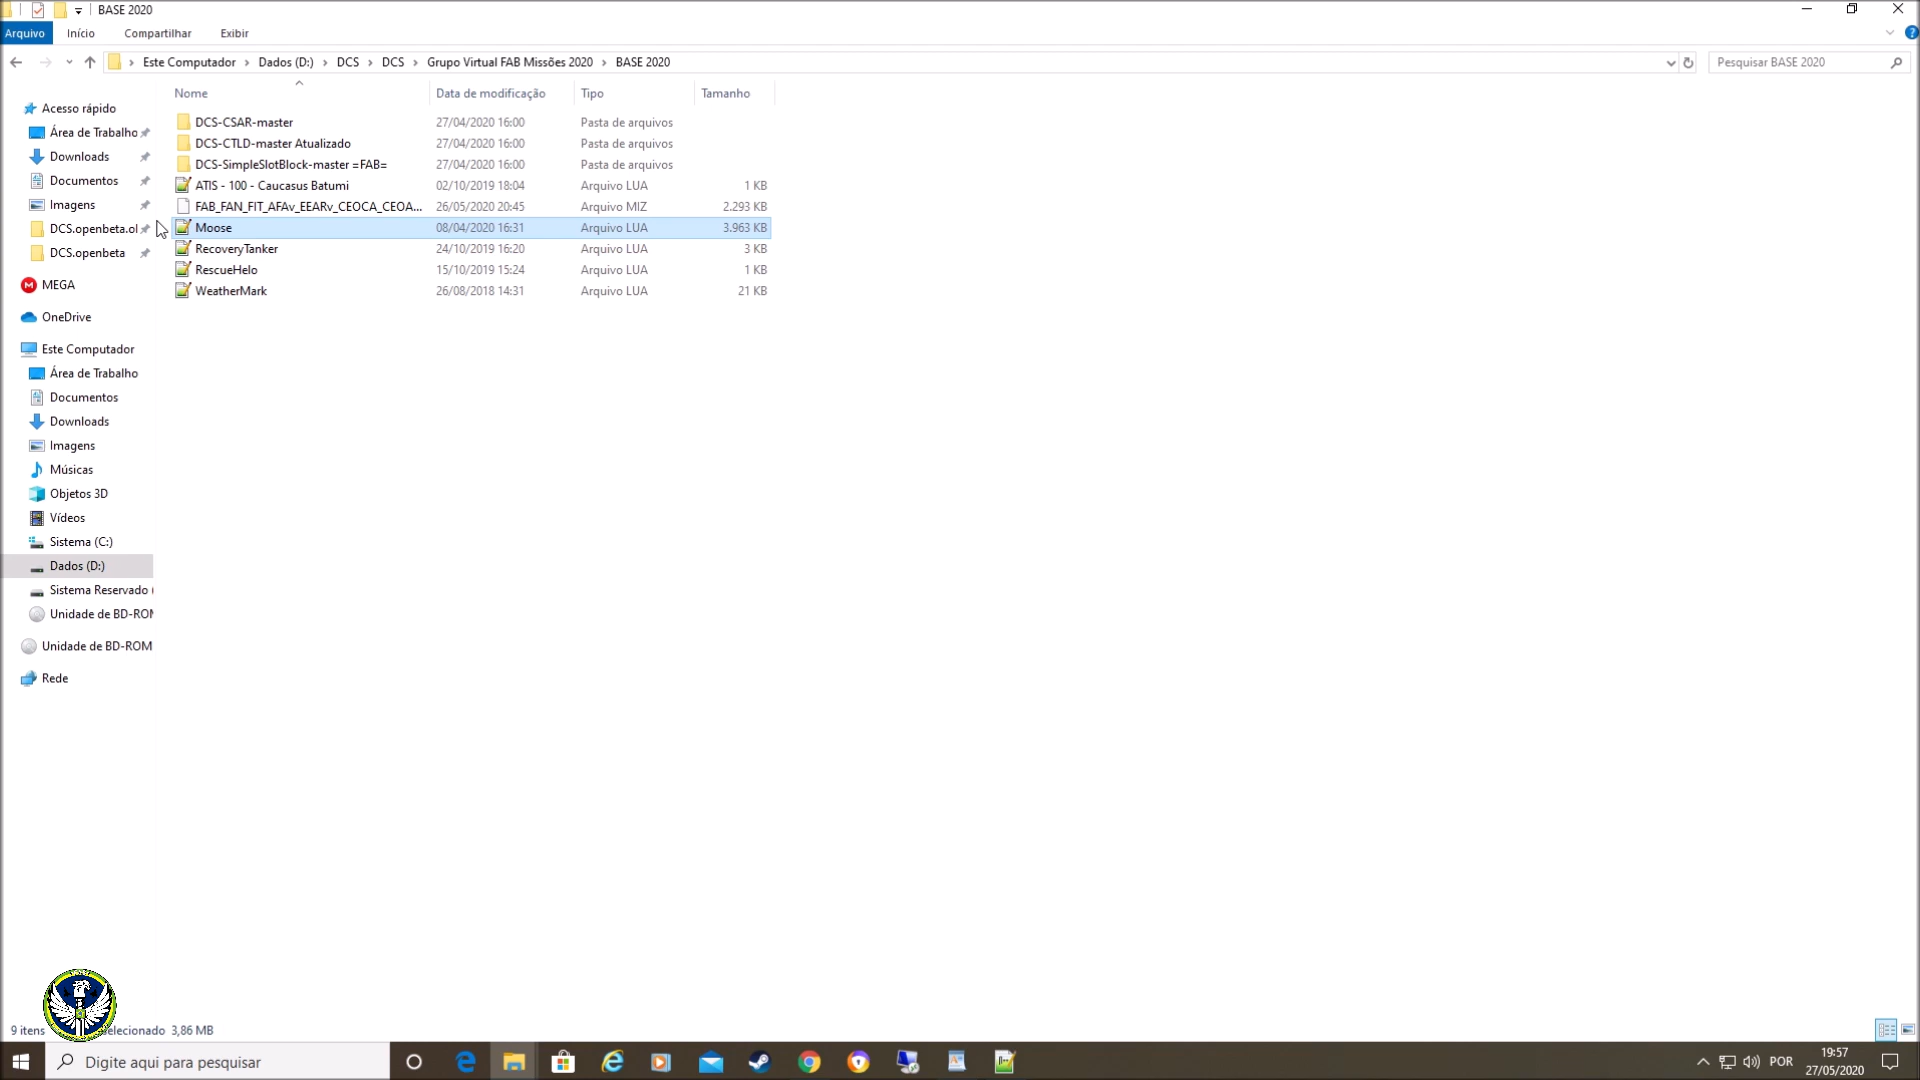 BASE 2020
Arquivo Início Compartilhar Exibir
Este Computador › Dados (D:) › DCS › DCS › Grupo Virtual FAB Missões 2020 › BASE 2020
Pesquisar BASE 2020
Nome Data de modificação Tipo Tamanho
DCS-CSAR-master 27/04/2020 16:00 Pasta de arquivos
DCS-CTLD-master Atualizado 27/04/2020 16:00 Pasta de arquivos
DCS-SimpleSlotBlock-master =FAB= 27/04/2020 16:00 Pasta de arquivos
ATIS - 100 - Caucasus Batumi 02/10/2019 18:04 Arquivo LUA 1 KB
FAB_FAN_FIT_AFAv_EEARv_CEOCA_CEOA... 26/05/2020 20:45 Arquivo MIZ 2.293 KB
Moose 08/04/2020 16:31 Arquivo LUA 3.963 KB
RecoveryTanker 24/10/2019 16:20 Arquivo LUA 3 KB
RescueHelo 15/10/2019 15:24 Arquivo LUA 1 KB
WeatherMark 26/08/2018 14:31 Arquivo LUA 21 KB
Acesso rápido
Área de Trabalho
Downloads
Documentos
Imagens
DCS.openbeta.ol
DCS.openbeta
MEGA
OneDrive
Este Computador
Área de Trabalho
Documentos
Downloads
Imagens
Músicas
Objetos 3D
Vídeos
Sistema (C:)
Dados (D:)
Sistema Reservado (
Unidade de BD-ROM
Unidade de BD-ROM
Rede
9 itens elecionado 3,86 MB
Digite aqui para pesquisar
POR
19:57
27/05/2020